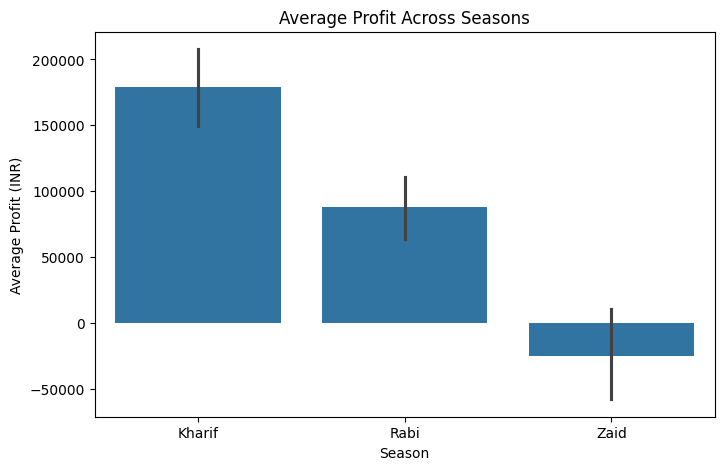 Average Profit Across Seasons
Average Profit (INR)
200000
150000
100000
50000
0
−50000
Kharif
Rabi
Zaid
Season